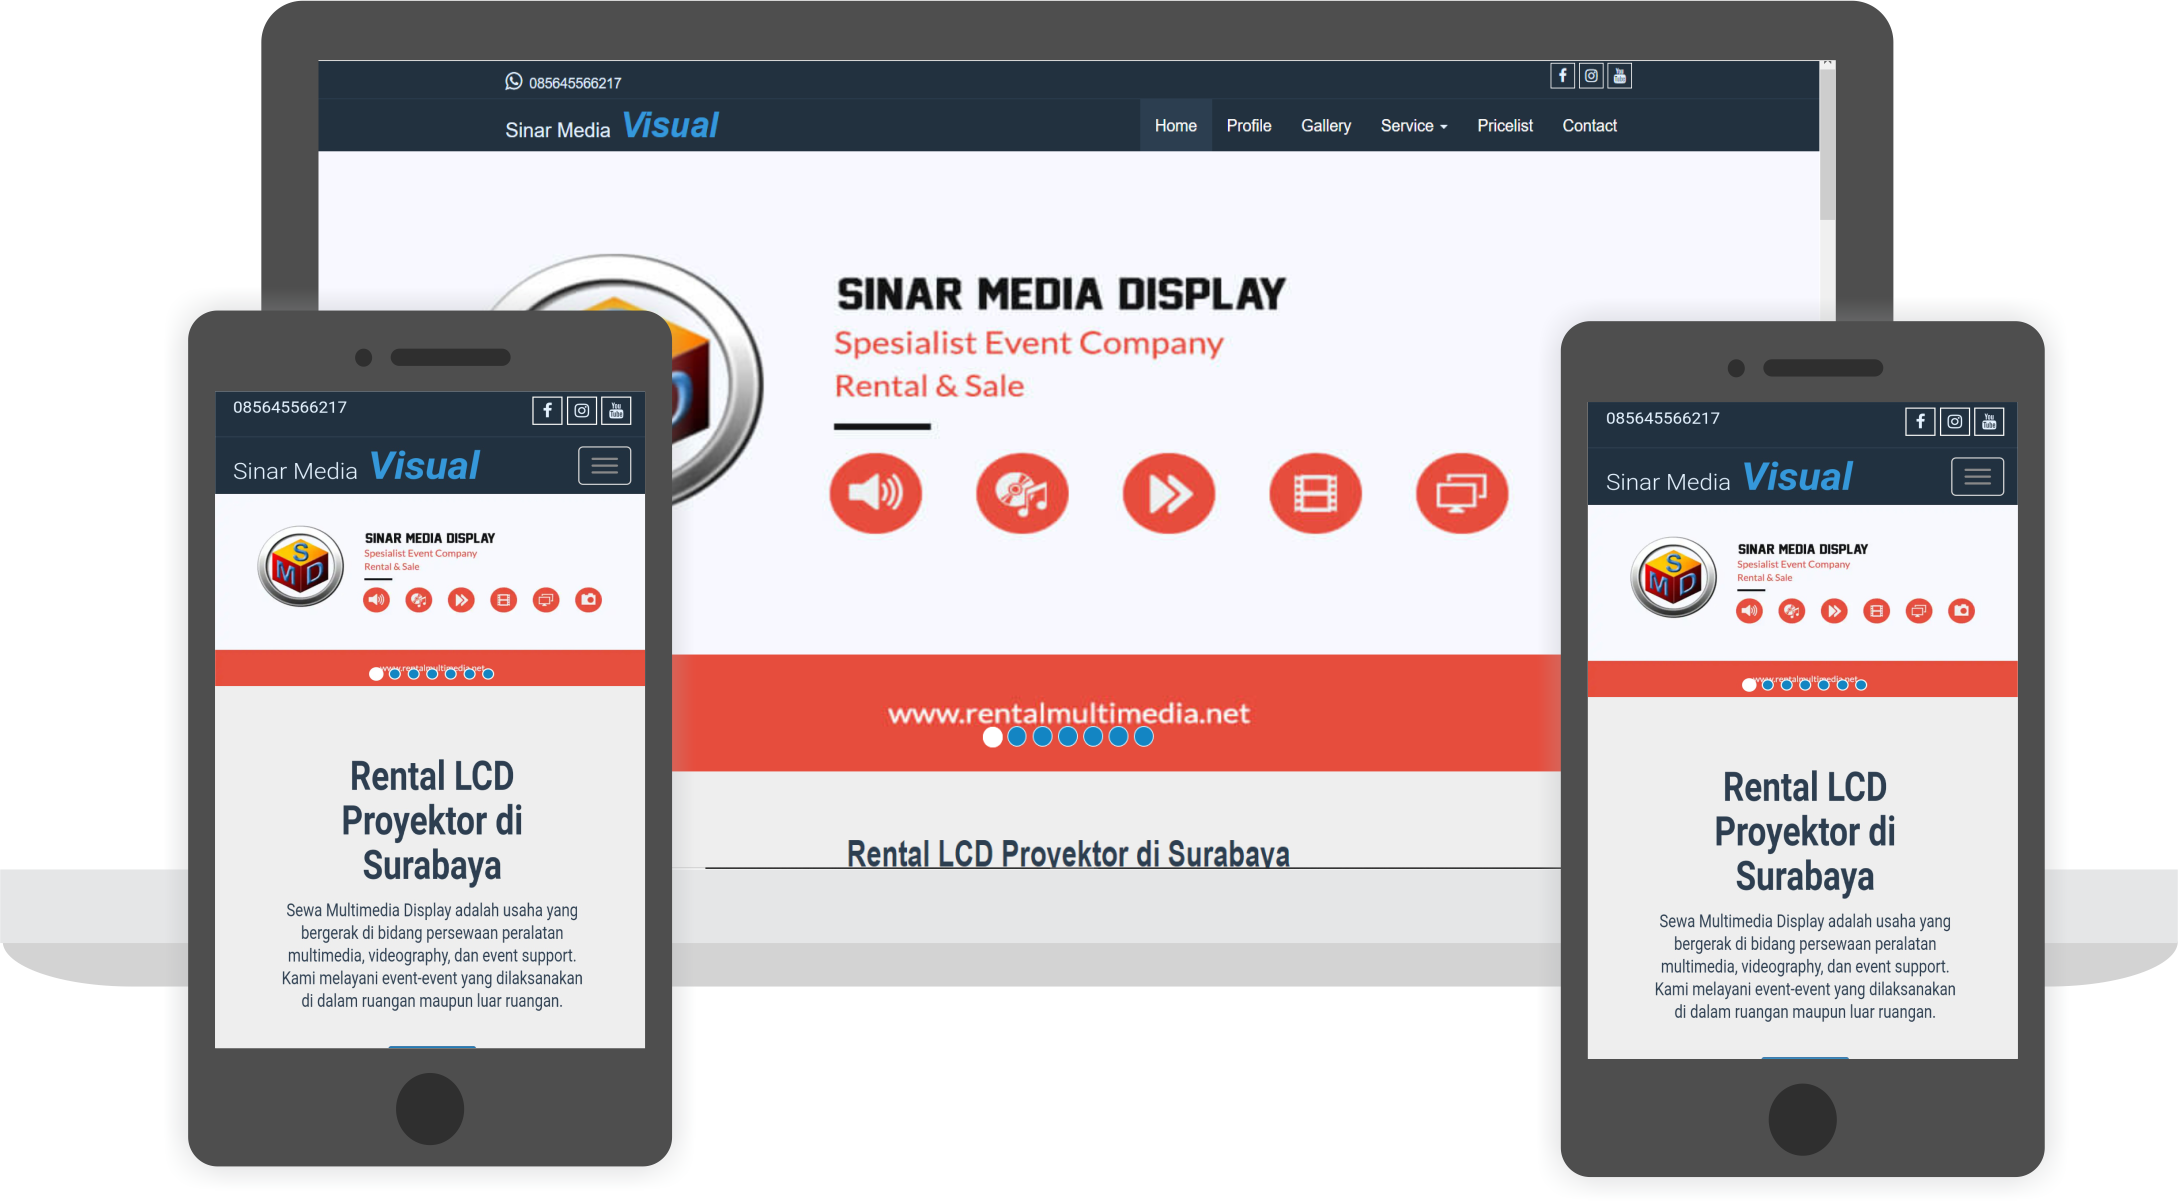 085645566217
Sinar Media Visual
Home Profile Gallery Service Pricelist Contact
SINAR MEDIA DISPLAY
Spesialist Event Company
Rental & Sale
www.rentalmultimedia.net
Rental LCD Proyektor di Surabaya
085645566217
You Tube
Sinar Media Visual
S
M D
SINAR MEDIA DISPLAY
Spesialist Event Company
Rental & Sale
www.rentalmultimedia.net
Rental LCD
Proyektor di
Surabaya
Sewa Multimedia Display adalah usaha yang
bergerak di bidang persewaan peralatan
multimedia, videography, dan event support.
Kami melayani event-event yang dilaksanakan
di dalam ruangan maupun luar ruangan.
085645566217
You Tube
Sinar Media Visual
S
M D
SINAR MEDIA DISPLAY
Spesialist Event Company
Rental & Sale
www.rentalmultimedia.net
Rental LCD
Proyektor di
Surabaya
Sewa Multimedia Display adalah usaha yang
bergerak di bidang persewaan peralatan
multimedia, videography, dan event support.
Kami melayani event-event yang dilaksanakan
di dalam ruangan maupun luar ruangan.